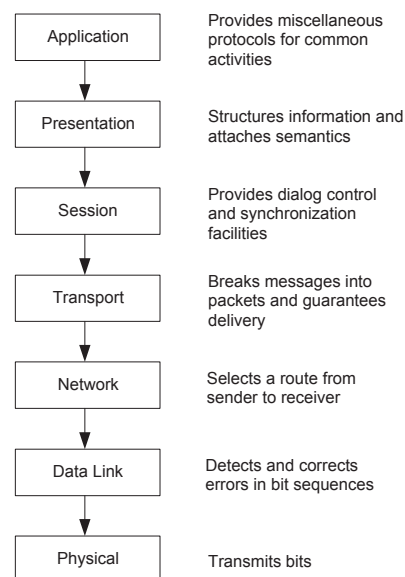 Application
Provides miscellaneous
protocols for common
activities
Presentation
Structures information and
attaches semantics
Session
Provides dialog control
and synchronization
facilities
Transport
Breaks messages into
packets and guarantees
delivery
Network
Selects a route from
sender to receiver
Data Link
Detects and corrects
errors in bit sequences
Physical
Transmits bits